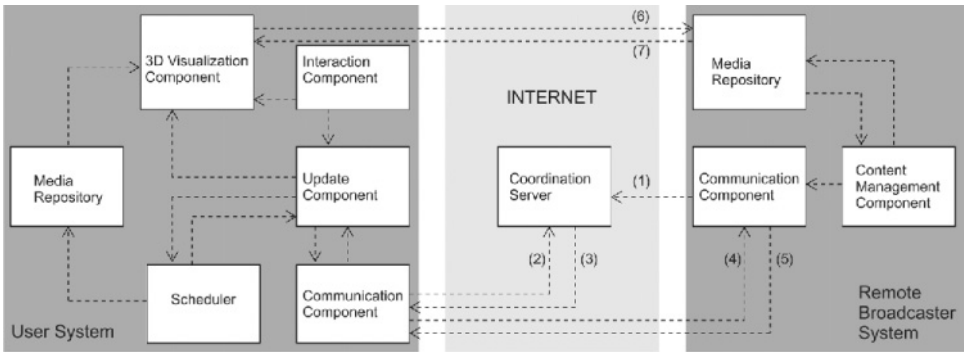 (6)
(7)
3D Visualization
Component
Interaction
Component
INTERNET
Media
Repository
Media
Repository
Update
Component
Coordination
Server
(1)
Communication
Component
Content
Management
Component
(2)
(3)
(4)
(5)
Scheduler
Communication
Component
User System
Remote
Broadcaster
System